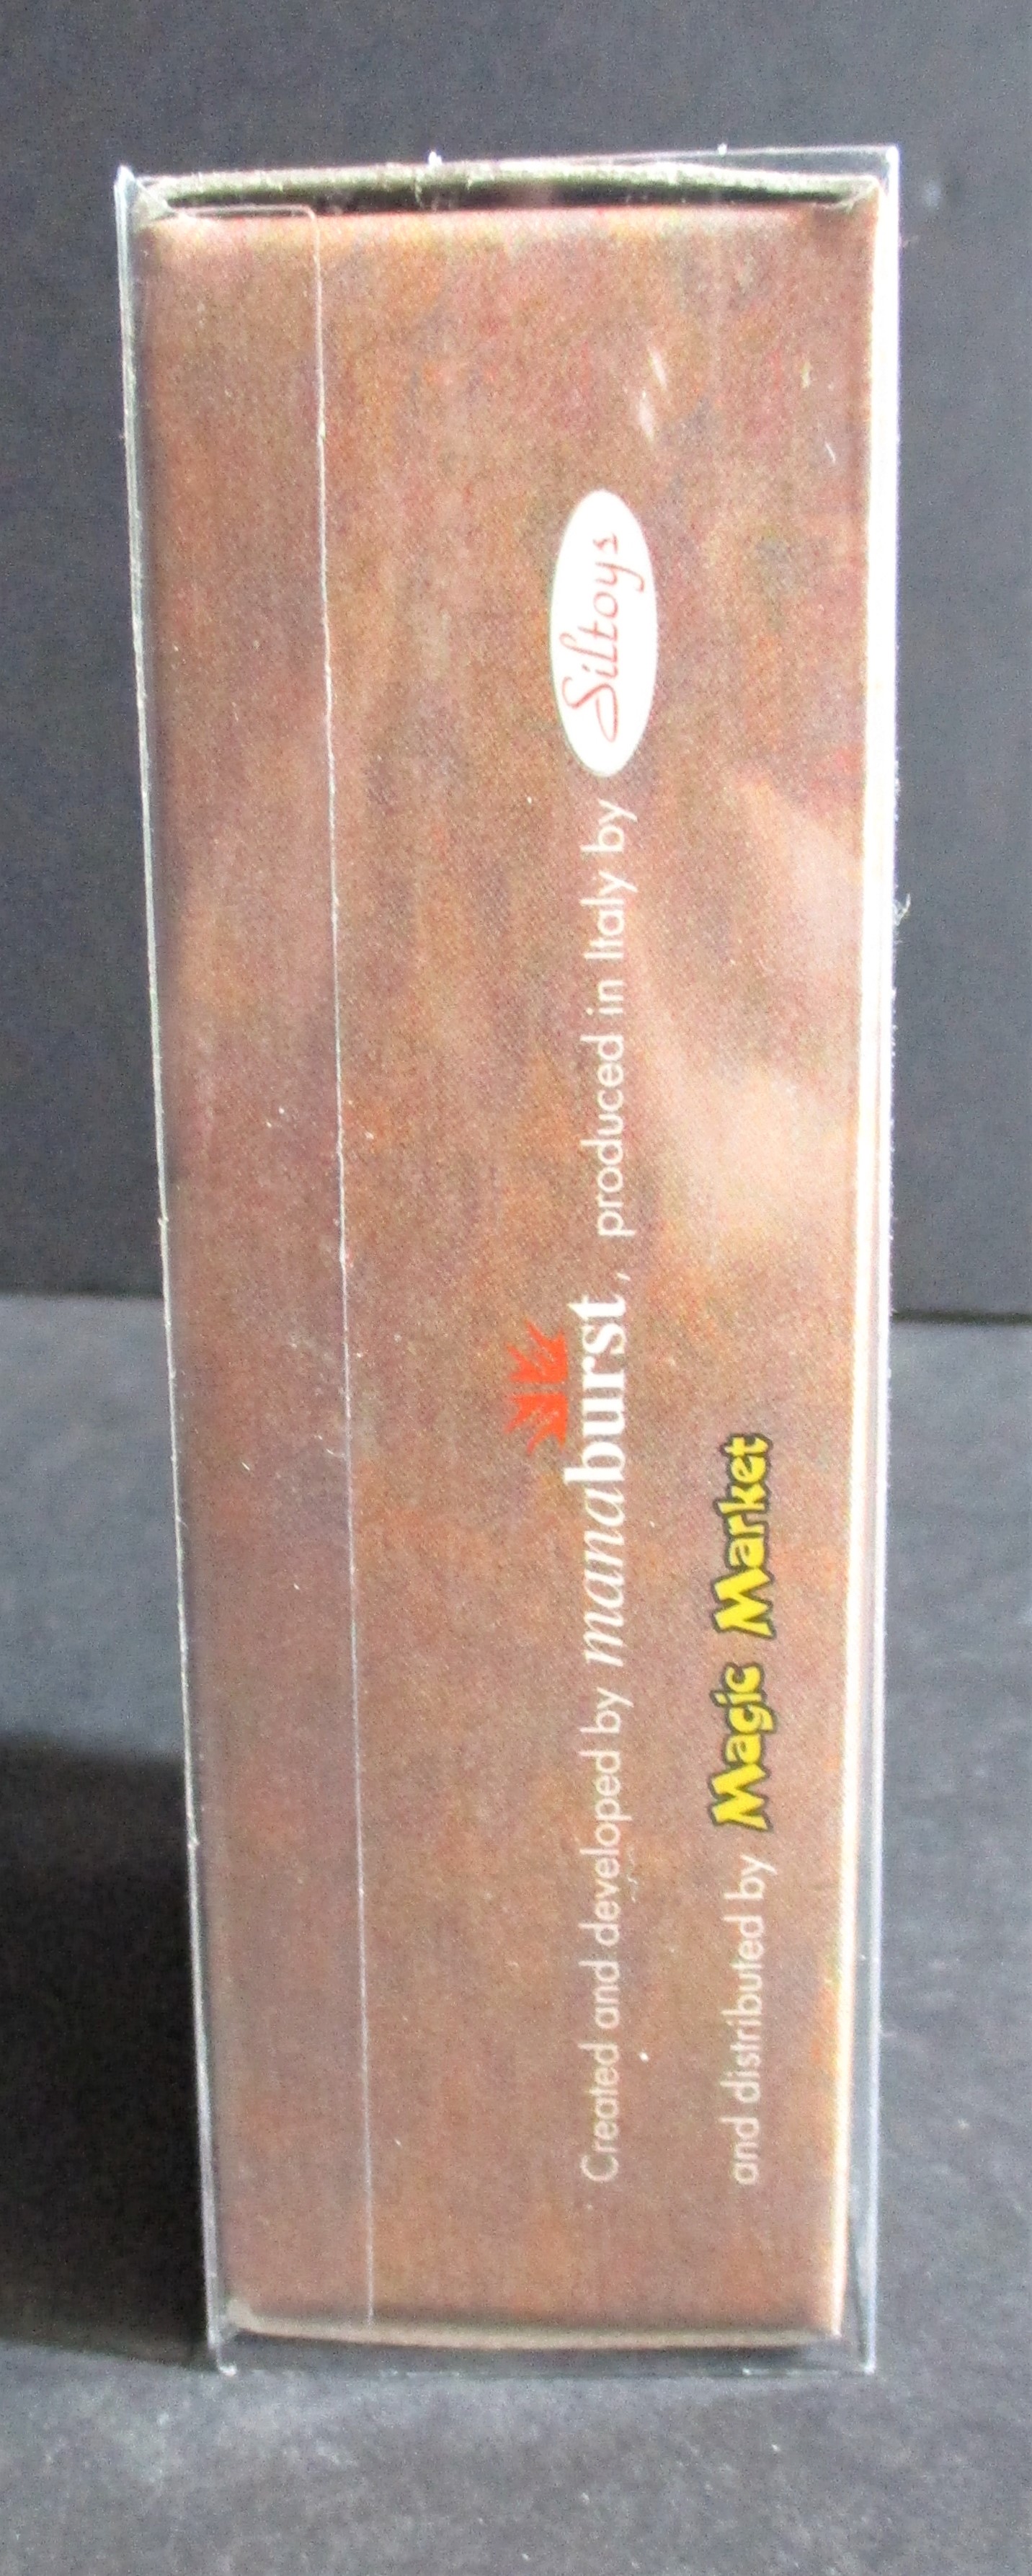 Created and developed by manaburst, produced in Italy by Siltoys
and distributed by Magic Market